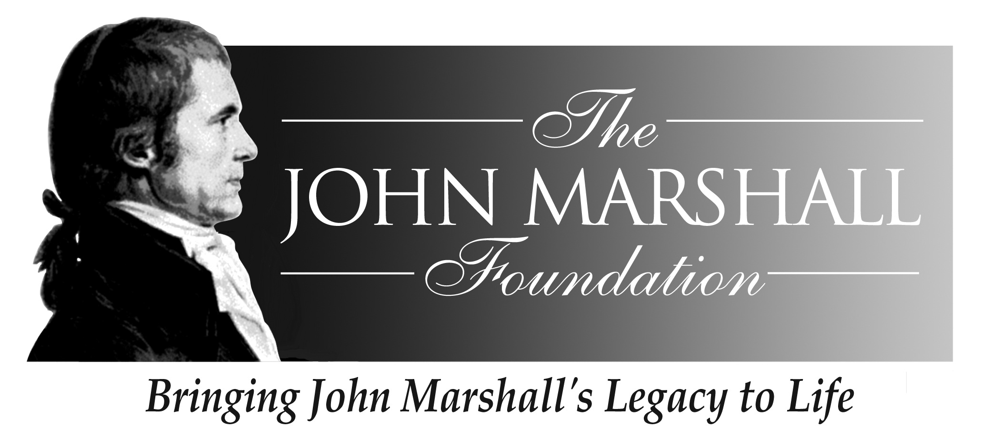 The
JOHN MARSHALL
Foundation
Bringing John Marshall's Legacy to Life